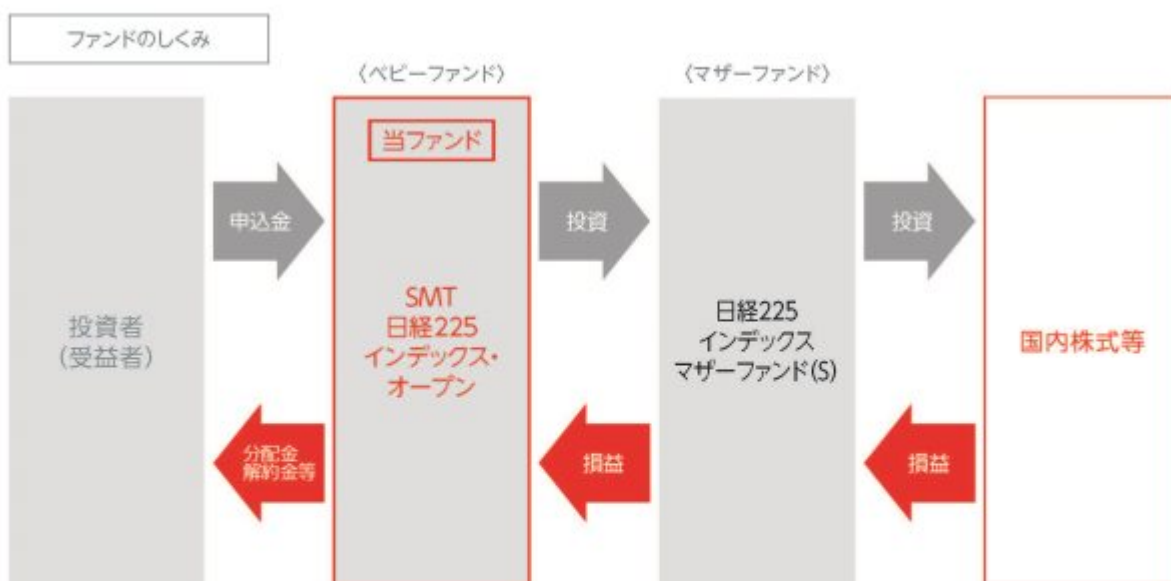 ファンドのしくみ
〈ベビーファンド〉
〈マザーファンド〉
投資者
(受益者)
申込金
分配金
解約金等
当ファンド
SMT
日経225
インデックス・
オープン
投資
損益
日経225
インデックス
マザーファンド(S)
投資
損益
国内株式等